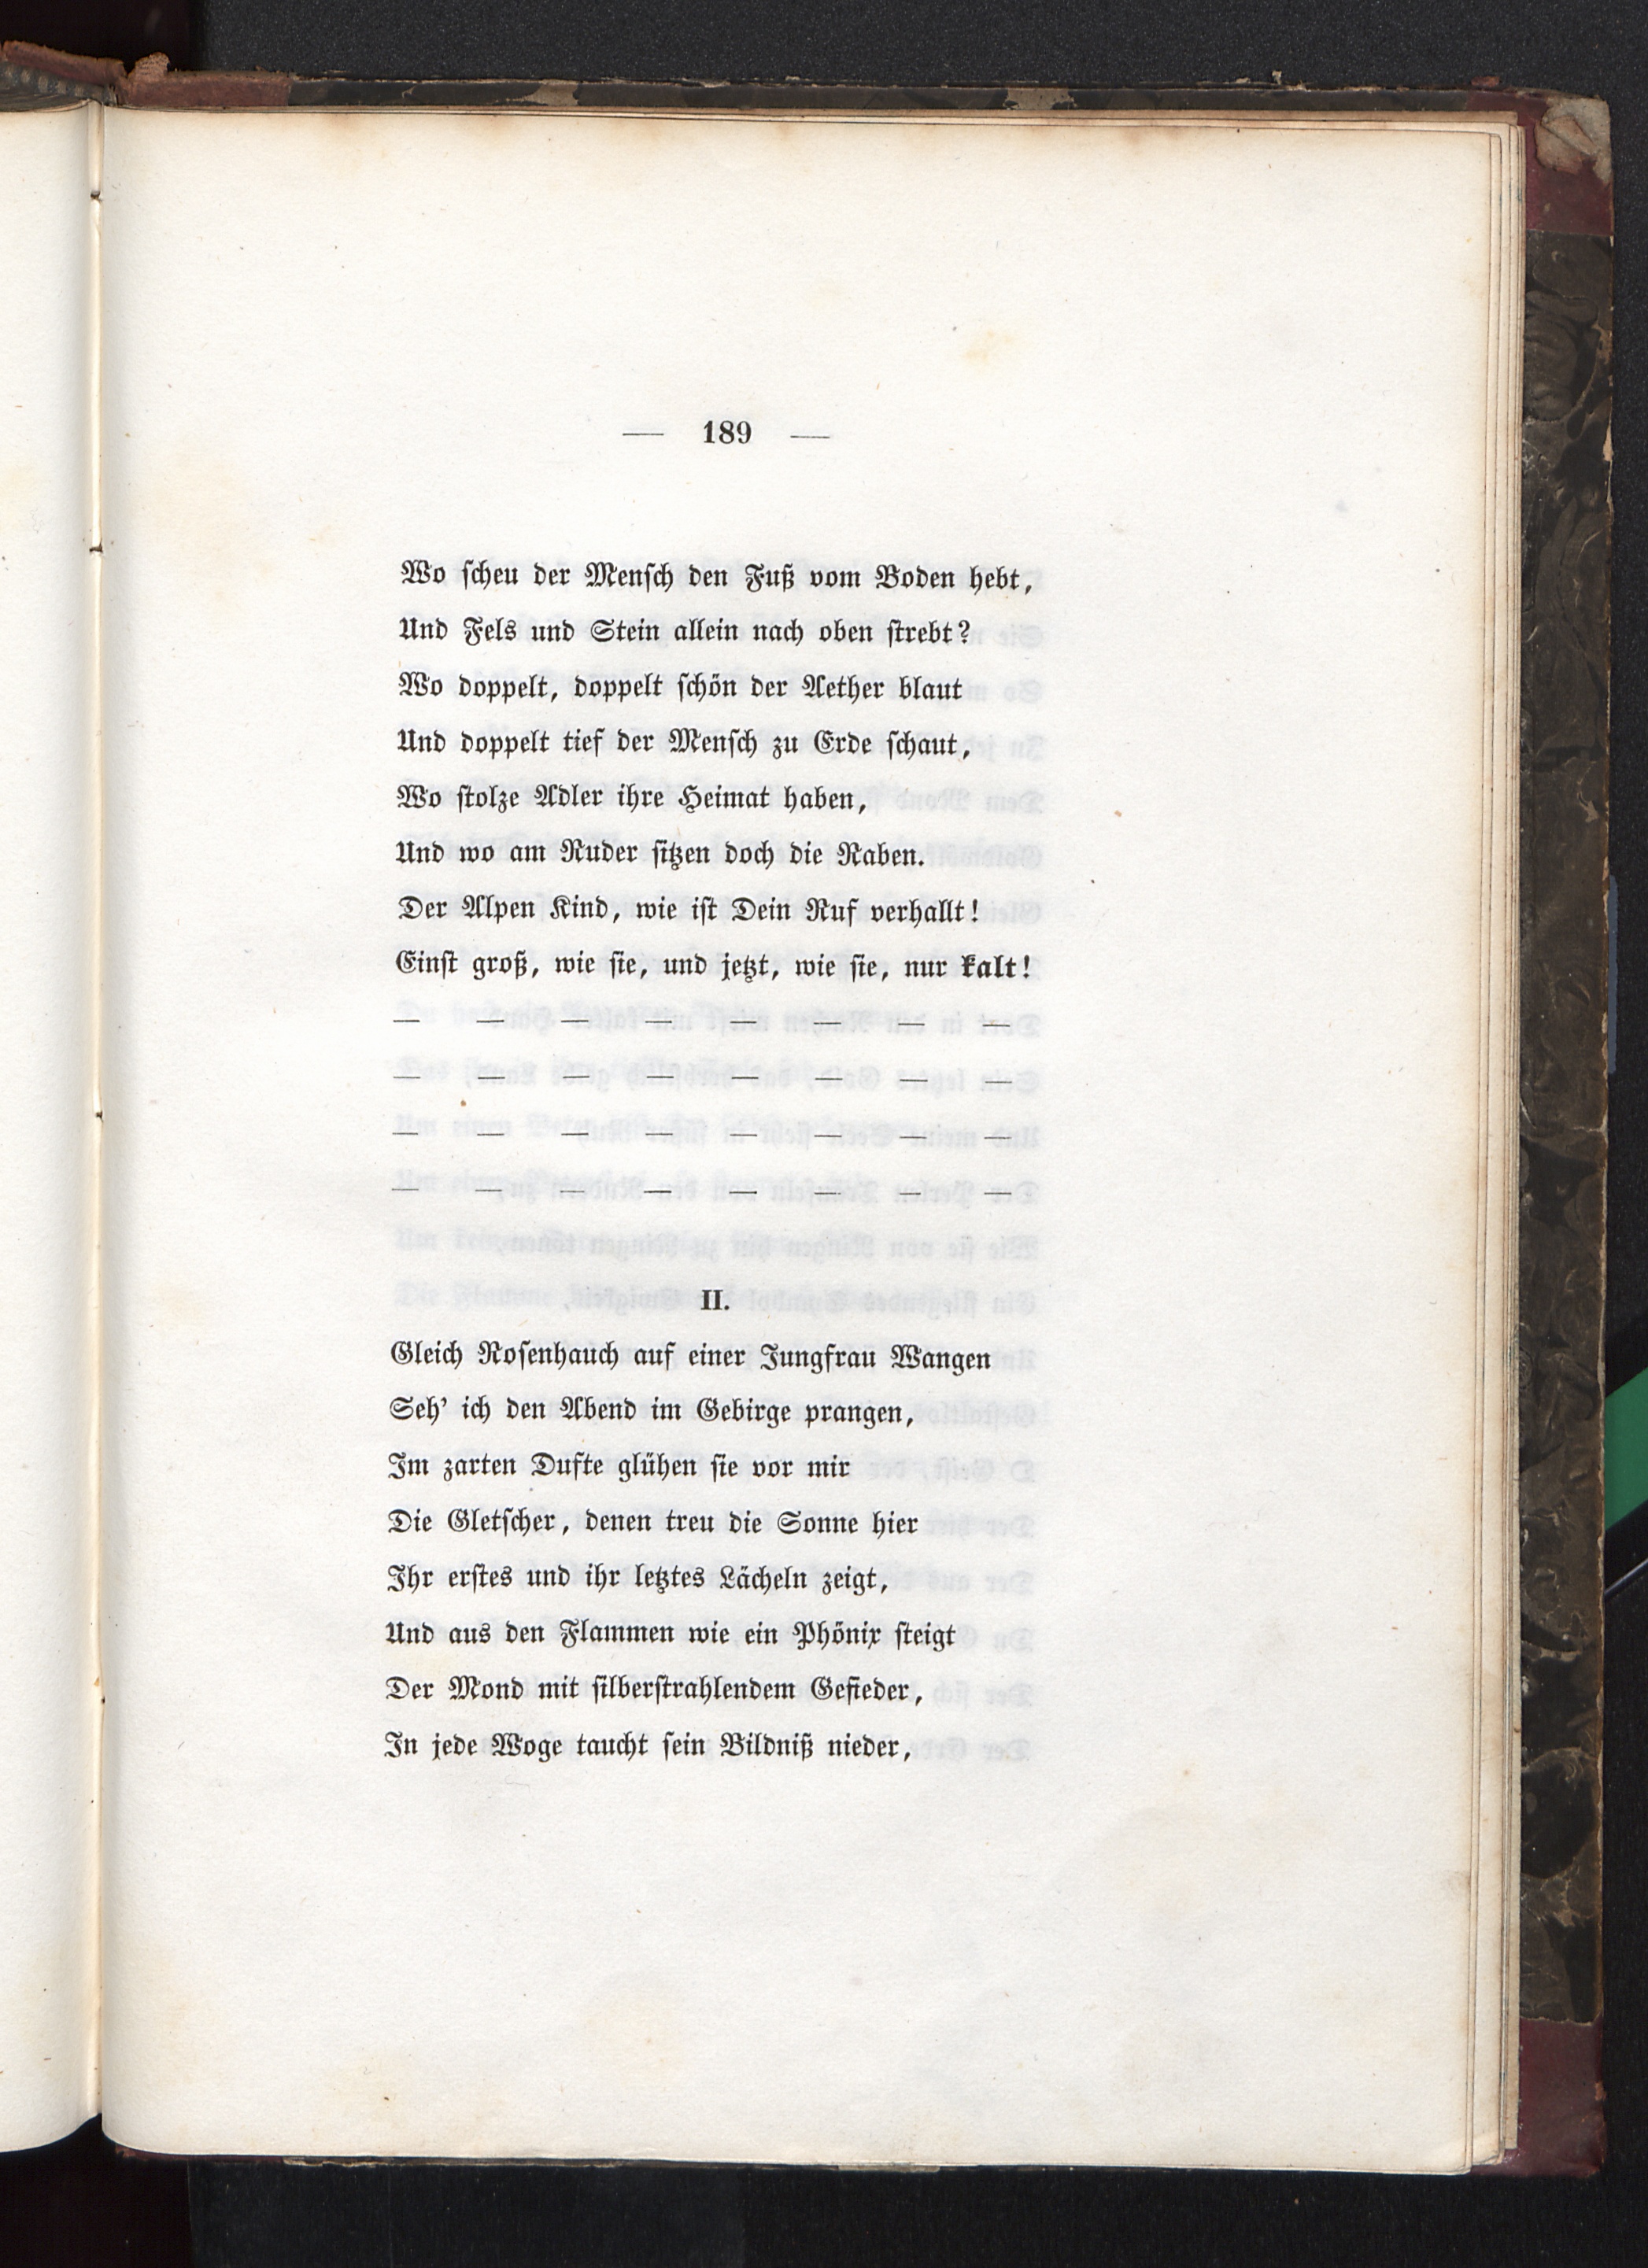 — 189 —
Wo scheu der Mensch den Fuß vom Boden hebt,
Und Fels und Stein allein nach oben strebt?
Wo doppelt, doppelt schön der Aether blaut
Und doppelt tief der Mensch zu Erde schaut,
Wo stolze Adler ihre Heimat haben,
Und wo am Ruder sitzen doch die Raben.
Der Alpen Kind, wie ist Dein Ruf verhallt!
Einst groß, wie sie, und jetzt, wie sie, nur kalt!
— — — — — — — —
— — — — — — — —
— — — — — — — —
— — — — — — — —
II.
Gleich Rosenhauch auf einer Jungfrau Wangen
Seh' ich den Abend im Gebirge prangen,
Im zarten Dufte glühen sie vor mir
Die Gletscher, denen treu die Sonne hier
Ihr erstes und ihr letztes Lächeln zeigt,
Und aus den Flammen wie ein Phönix steigt
Der Mond mit silberstrahlendem Gefieder,
In jede Woge taucht sein Bildniß nieder,